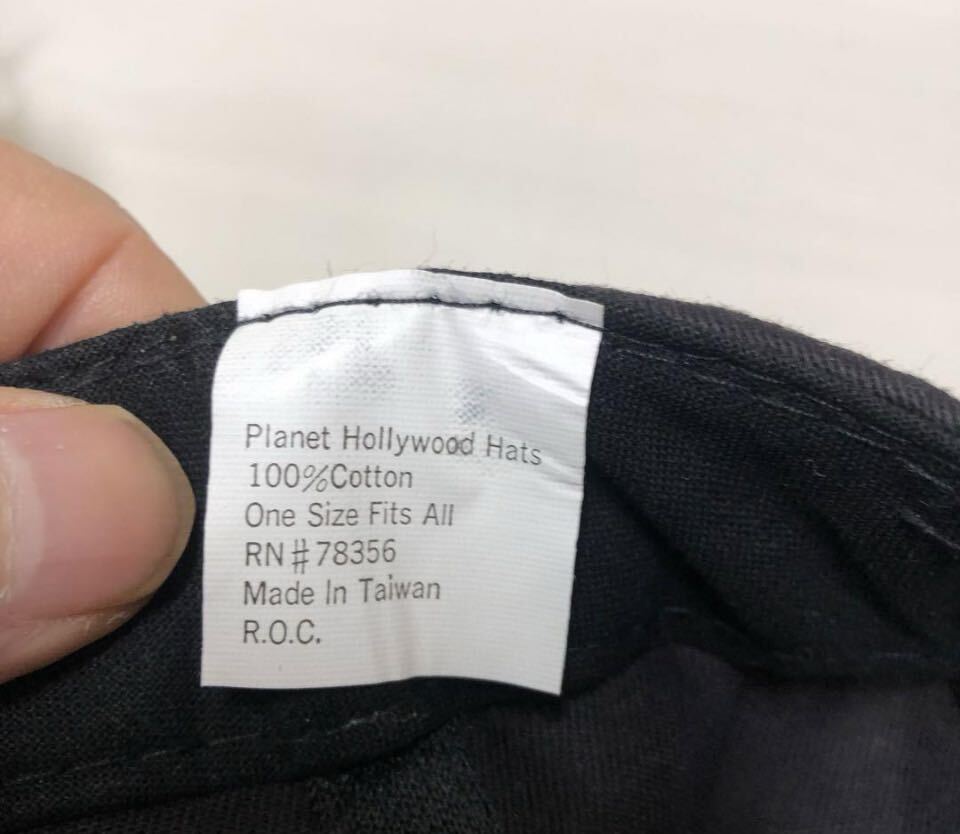 Planet Hollywood Hats
100%Cotton
One Size Fits All
RN#78356
Made In Taiwan
R.O.C.